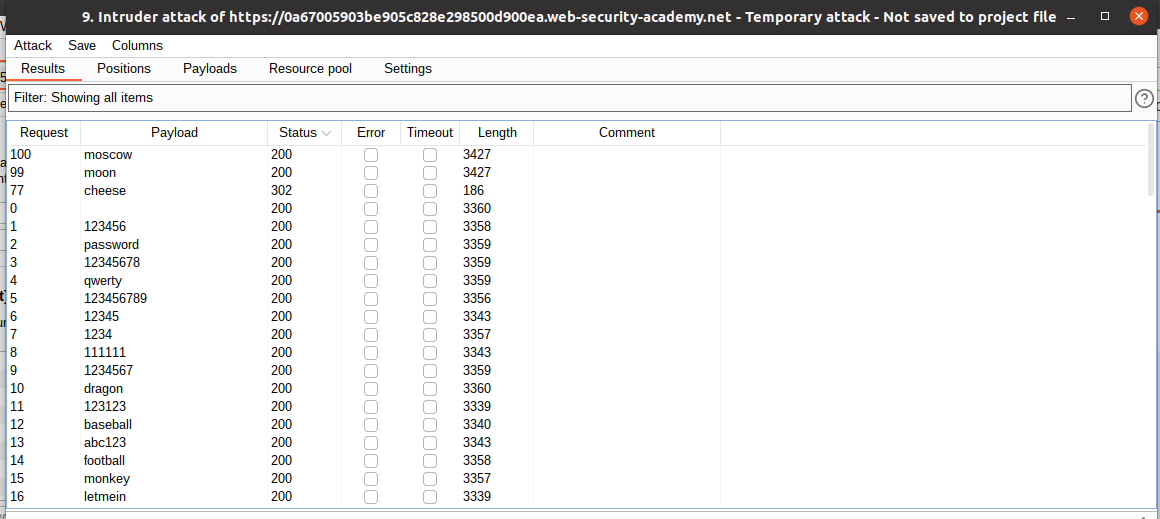 9. Intruder attack of https://0a67005903be905c828e298500d900ea.web-security-academy.net - Temporary attack - Not saved to project file
Attack Save Columns
Results Positions Payloads Resource pool Settings
Filter: Showing all items
Request Payload Status Error Timeout Length Comment
100 moscow 200 3427
99 moon 200 3427
77 cheese 302 186
0 200 3360
1 123456 200 3358
2 password 200 3359
3 12345678 200 3359
4 qwerty 200 3359
5 123456789 200 3356
6 12345 200 3343
7 1234 200 3357
8 111111 200 3343
9 1234567 200 3359
10 dragon 200 3360
11 123123 200 3339
12 baseball 200 3340
13 abc123 200 3343
14 football 200 3358
15 monkey 200 3357
16 letmein 200 3339